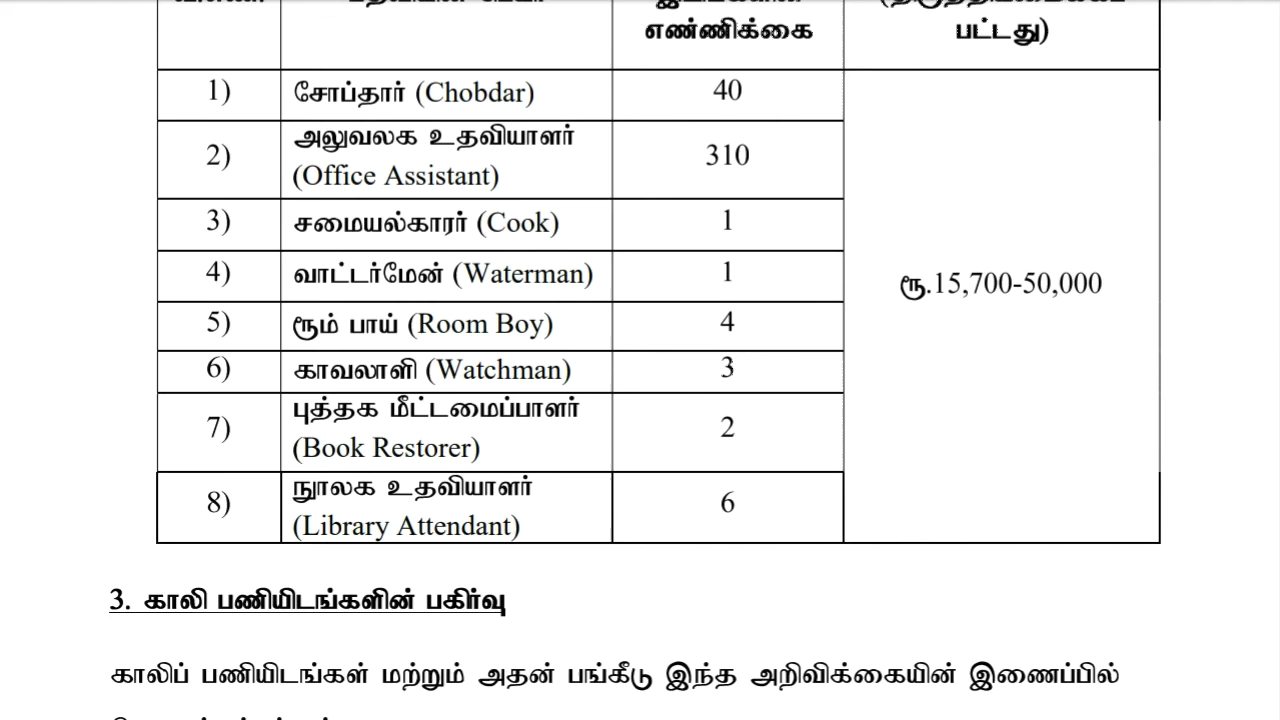 எண்ணிக்கை
பட்டது)
1) சோப்தார் (Chobdar) 40
2) அலுவலக உதவியாளர்
(Office Assistant) 310
3) சமையல்காரர் (Cook) 1
4) வாட்டர்மேன் (Waterman) 1
ரூ.15,700-50,000
5) ரூம் பாய் (Room Boy) 4
6) காவலாளி (Watchman) 3
7) புத்தக மீட்டமைப்பாளர்
(Book Restorer) 2
8) நூலக உதவியாளர்
(Library Attendant) 6
3. காலி பணியிடங்களின் பகிர்வு
காலிப் பணியிடங்கள் மற்றும் அதன் பங்கீடு இந்த அறிவிக்கையின் இணைப்பில்